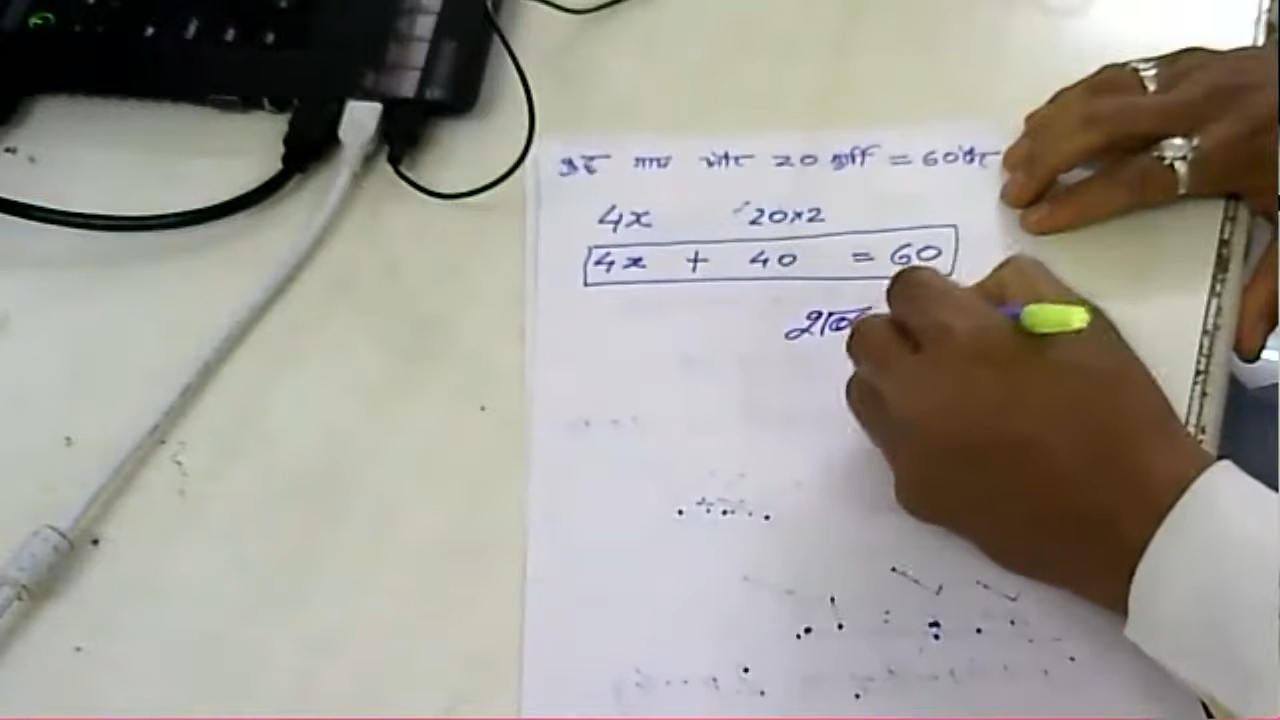 कुछ गाय और 20 मुर्गी = 60 पैर
4x 20×2
4x + 40 = 60